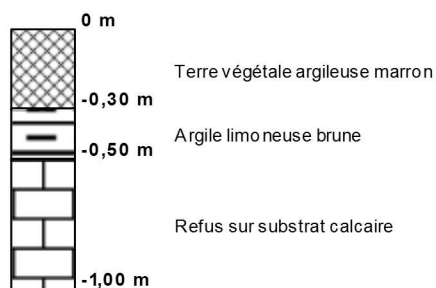 0 m
Terre végétale argileuse marron
-0,30 m
Argile limoneuse brune
-0,50 m
Refus sur substrat calcaire
-1,00 m